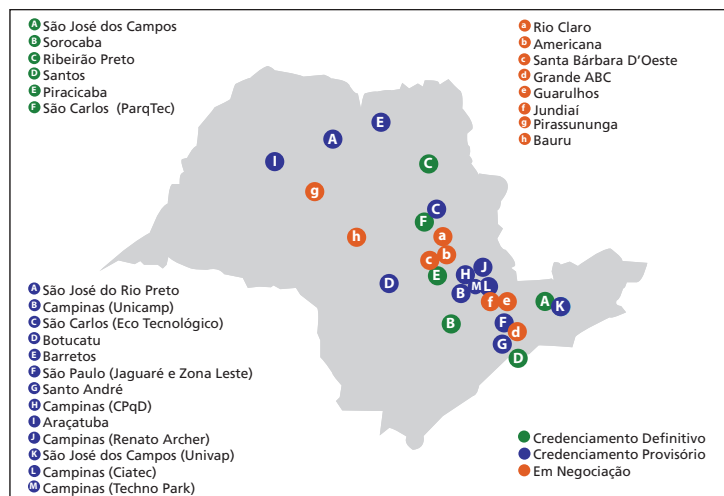 A São José dos Campos
B Sorocaba
C Ribeirão Preto
D Santos
E Piracicaba
F São Carlos (ParqTec)
a Rio Claro
b Americana
c Santa Bárbara D'Oeste
d Grande ABC
e Guarulhos
f Jundiaí
g Pirassununga
h Bauru
E
A
I
C
g
C
F
h
a
b
c
J
H
E
D
M
L
B
f
e
A
K
B
F
d
G
D
A São José do Rio Preto
B Campinas (Unicamp)
C São Carlos (Eco Tecnológico)
D Botucatu
E Barretos
F São Paulo (Jaguaré e Zona Leste)
G Santo André
H Campinas (CPqD)
I Araçatuba
J Campinas (Renato Archer)
K São José dos Campos (Univap)
L Campinas (Ciatec)
M Campinas (Techno Park)
Credenciamento Definitivo
Credenciamento Provisório
Em Negociação